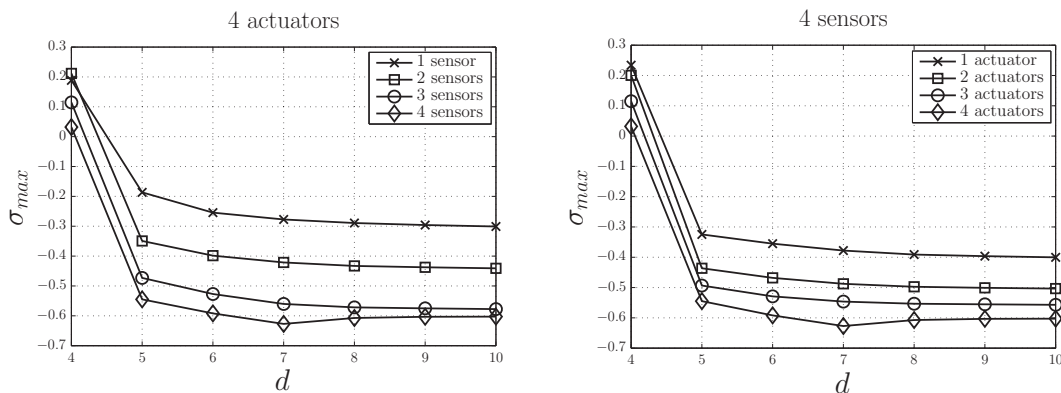 4 actuators
0.3
0.2
0.1
0
−0.1
−0.2
−0.3
−0.4
−0.5
−0.6
−0.7
4 5 6 7 8 9 10
σmax
d
1 sensor
2 sensors
3 sensors
4 sensors
4 sensors
0.3
0.2
0.1
0
−0.1
−0.2
−0.3
−0.4
−0.5
−0.6
−0.7
4 5 6 7 8 9 10
σmax
d
1 actuator
2 actuators
3 actuators
4 actuators